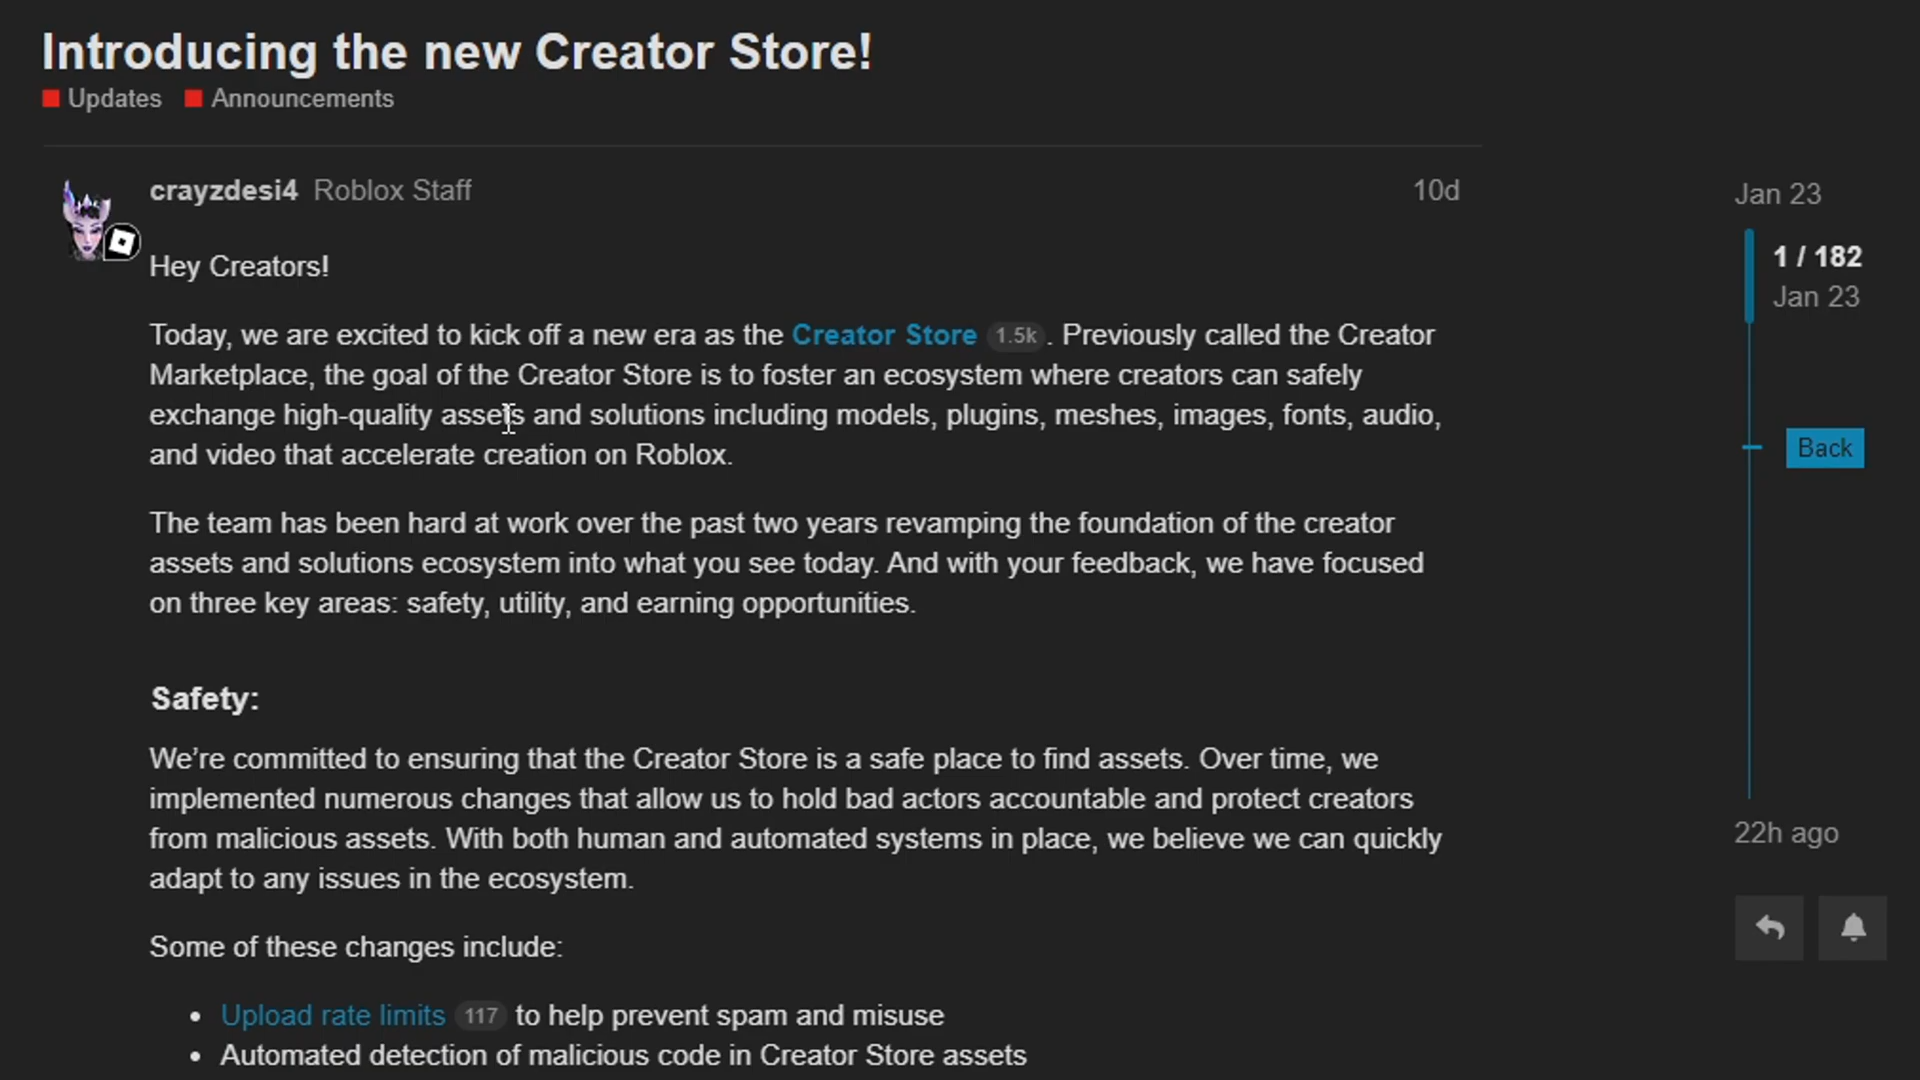 Introducing the new Creator Store!
Updates Announcements
crayzdesi4 Roblox Staff 10d
Hey Creators!
Today, we are excited to kick off a new era as the Creator Store 1.5k . Previously called the Creator
Marketplace, the goal of the Creator Store is to foster an ecosystem where creators can safely
exchange high-quality assets and solutions including models, plugins, meshes, images, fonts, audio,
and video that accelerate creation on Roblox.
The team has been hard at work over the past two years revamping the foundation of the creator
assets and solutions ecosystem into what you see today. And with your feedback, we have focused
on three key areas: safety, utility, and earning opportunities.
Safety:
We’re committed to ensuring that the Creator Store is a safe place to find assets. Over time, we
implemented numerous changes that allow us to hold bad actors accountable and protect creators
from malicious assets. With both human and automated systems in place, we believe we can quickly
adapt to any issues in the ecosystem.
Some of these changes include:
• Upload rate limits 117 to help prevent spam and misuse
• Automated detection of malicious code in Creator Store assets
Jan 23
1 / 182
Jan 23
Back
22h ago